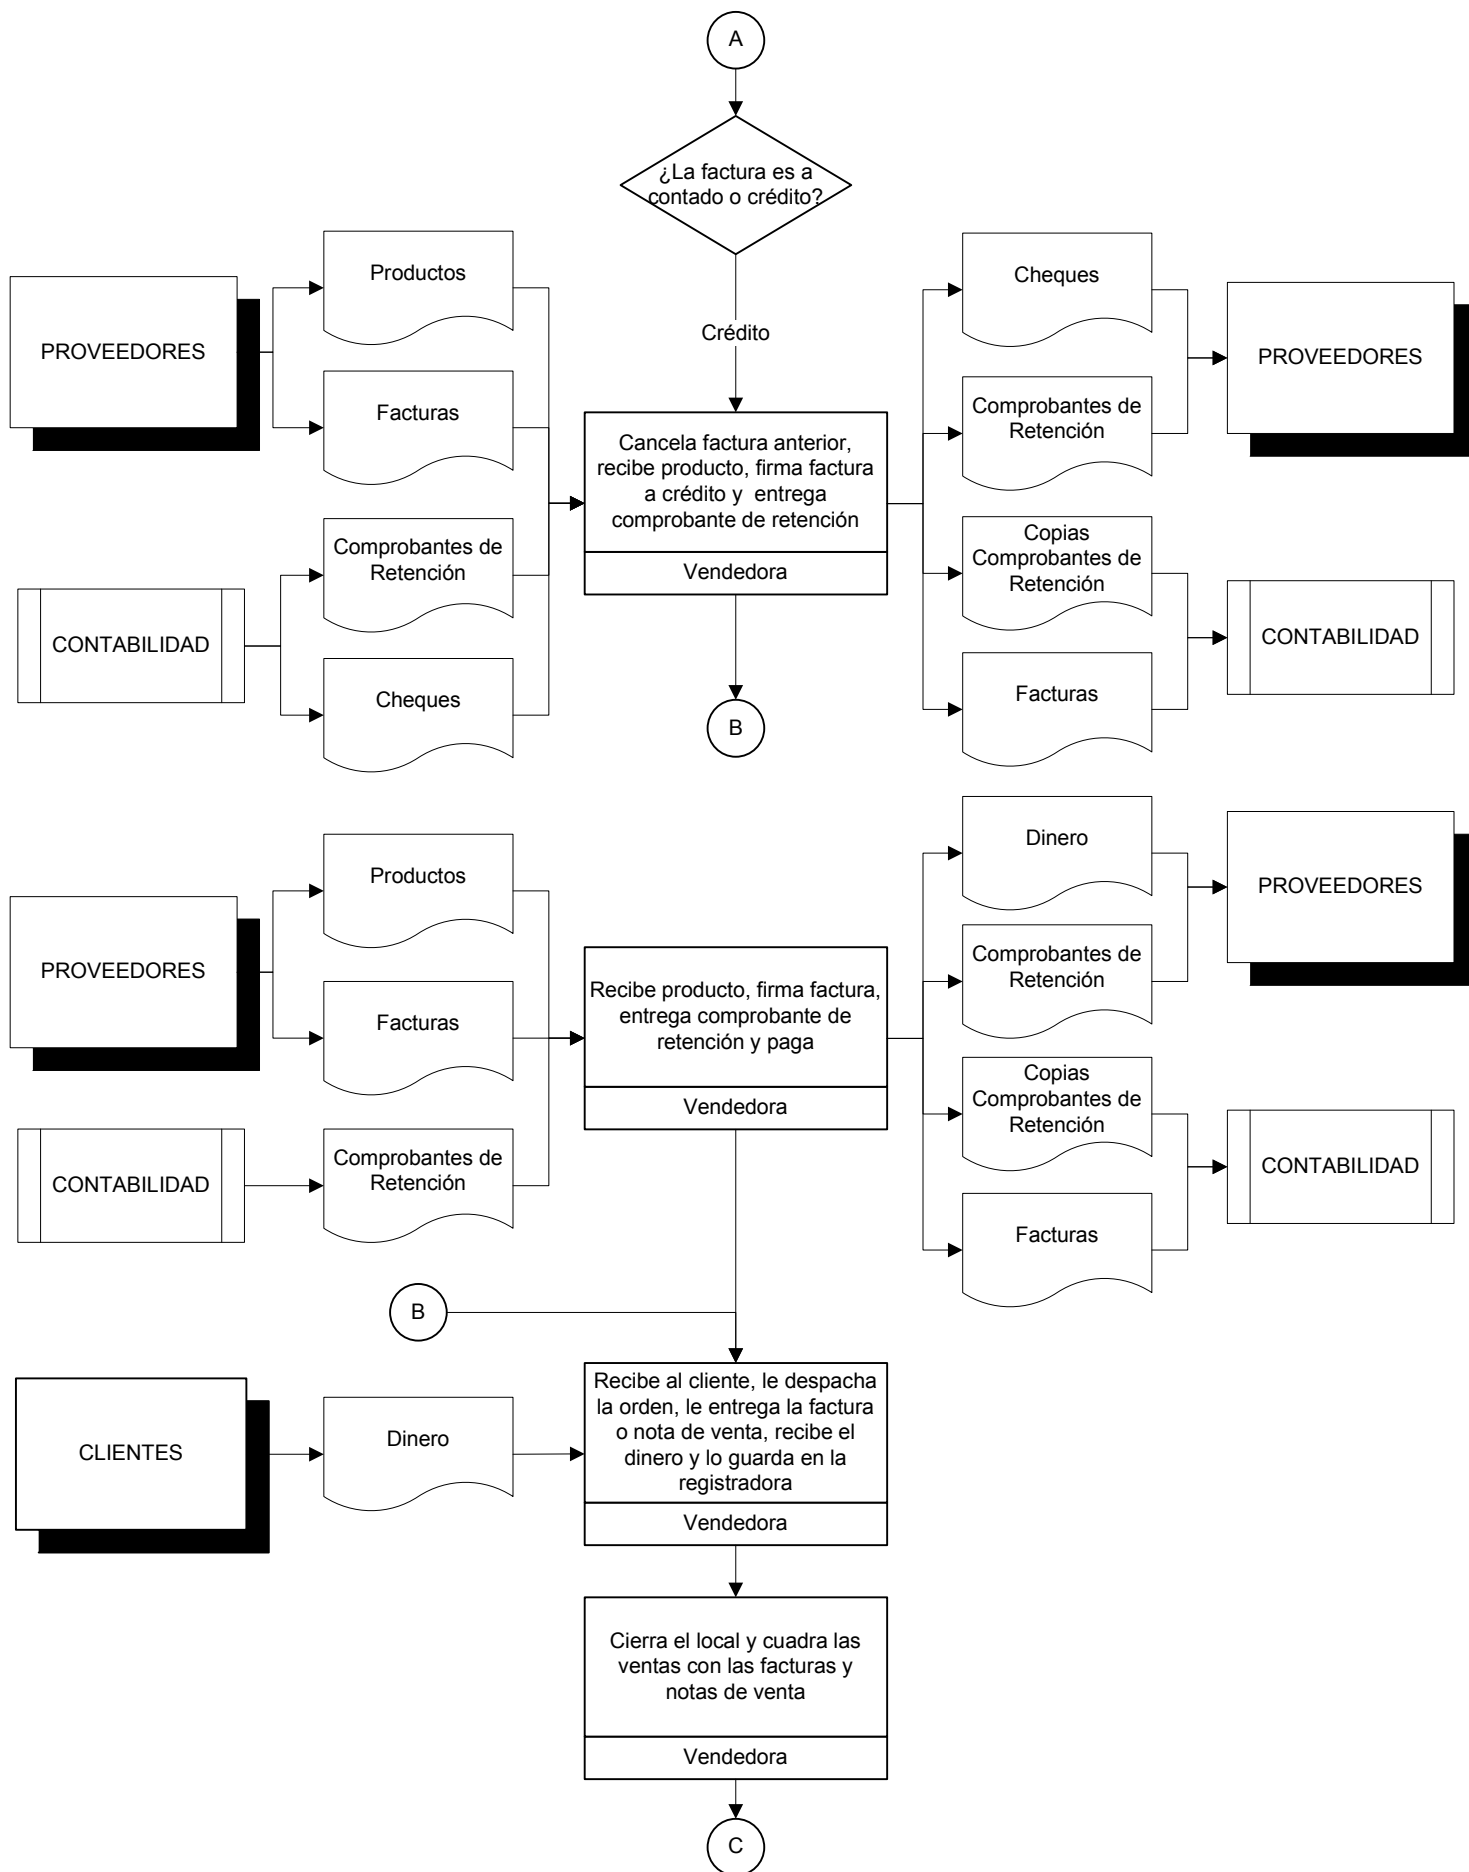 A
¿La factura es a
contado o crédito?
Crédito
PROVEEDORES
Productos
Facturas
CONTABILIDAD
Comprobantes de
Retención
Cheques
Cancela factura anterior,
recibe producto, firma factura
a crédito y entrega
comprobante de retención
Vendedora
Cheques
Comprobantes de
Retención
PROVEEDORES
Copias
Comprobantes de
Retención
Facturas
CONTABILIDAD
B
PROVEEDORES
Productos
Facturas
CONTABILIDAD
Comprobantes de
Retención
Recibe producto, firma factura,
entrega comprobante de
retención y paga
Vendedora
Dinero
Comprobantes de
Retención
PROVEEDORES
Copias
Comprobantes de
Retención
Facturas
CONTABILIDAD
B
CLIENTES
Dinero
Recibe al cliente, le despacha
la orden, le entrega la factura
o nota de venta, recibe el
dinero y lo guarda en la
registradora
Vendedora
Cierra el local y cuadra las
ventas con las facturas y
notas de venta
Vendedora
C